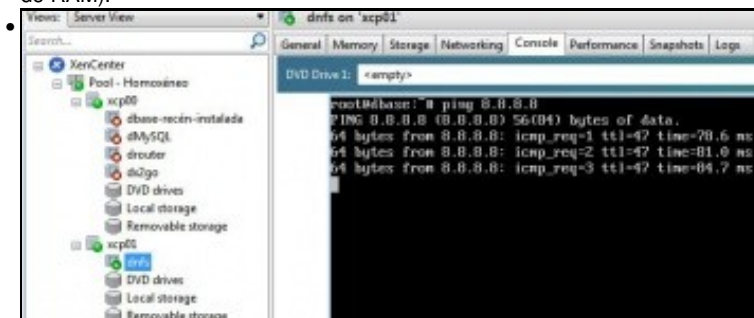 de RAM).
Views: Server View
dnfs on 'xcp01'
Search...
General Memory Storage Networking Console Performance Snapshots Logs
XenCenter
DVD Drive 1: <empty>
Pool - Homoxéneo
xcp00
dbase-recén-instalada
dMySQL
drouter
dx2go
DVD drives
Local storage
Removable storage
xcp01
dnfs
DVD drives
Local storage
Removable storage
root@dbase:~# ping 8.8.8.8
PING 8.8.8.8 (8.8.8.8) 56(84) bytes of data.
64 bytes from 8.8.8.8: icmp_req=1 ttl=47 time=78.6 ms
64 bytes from 8.8.8.8: icmp_req=2 ttl=47 time=81.0 ms
64 bytes from 8.8.8.8: icmp_req=3 ttl=47 time=84.7 ms